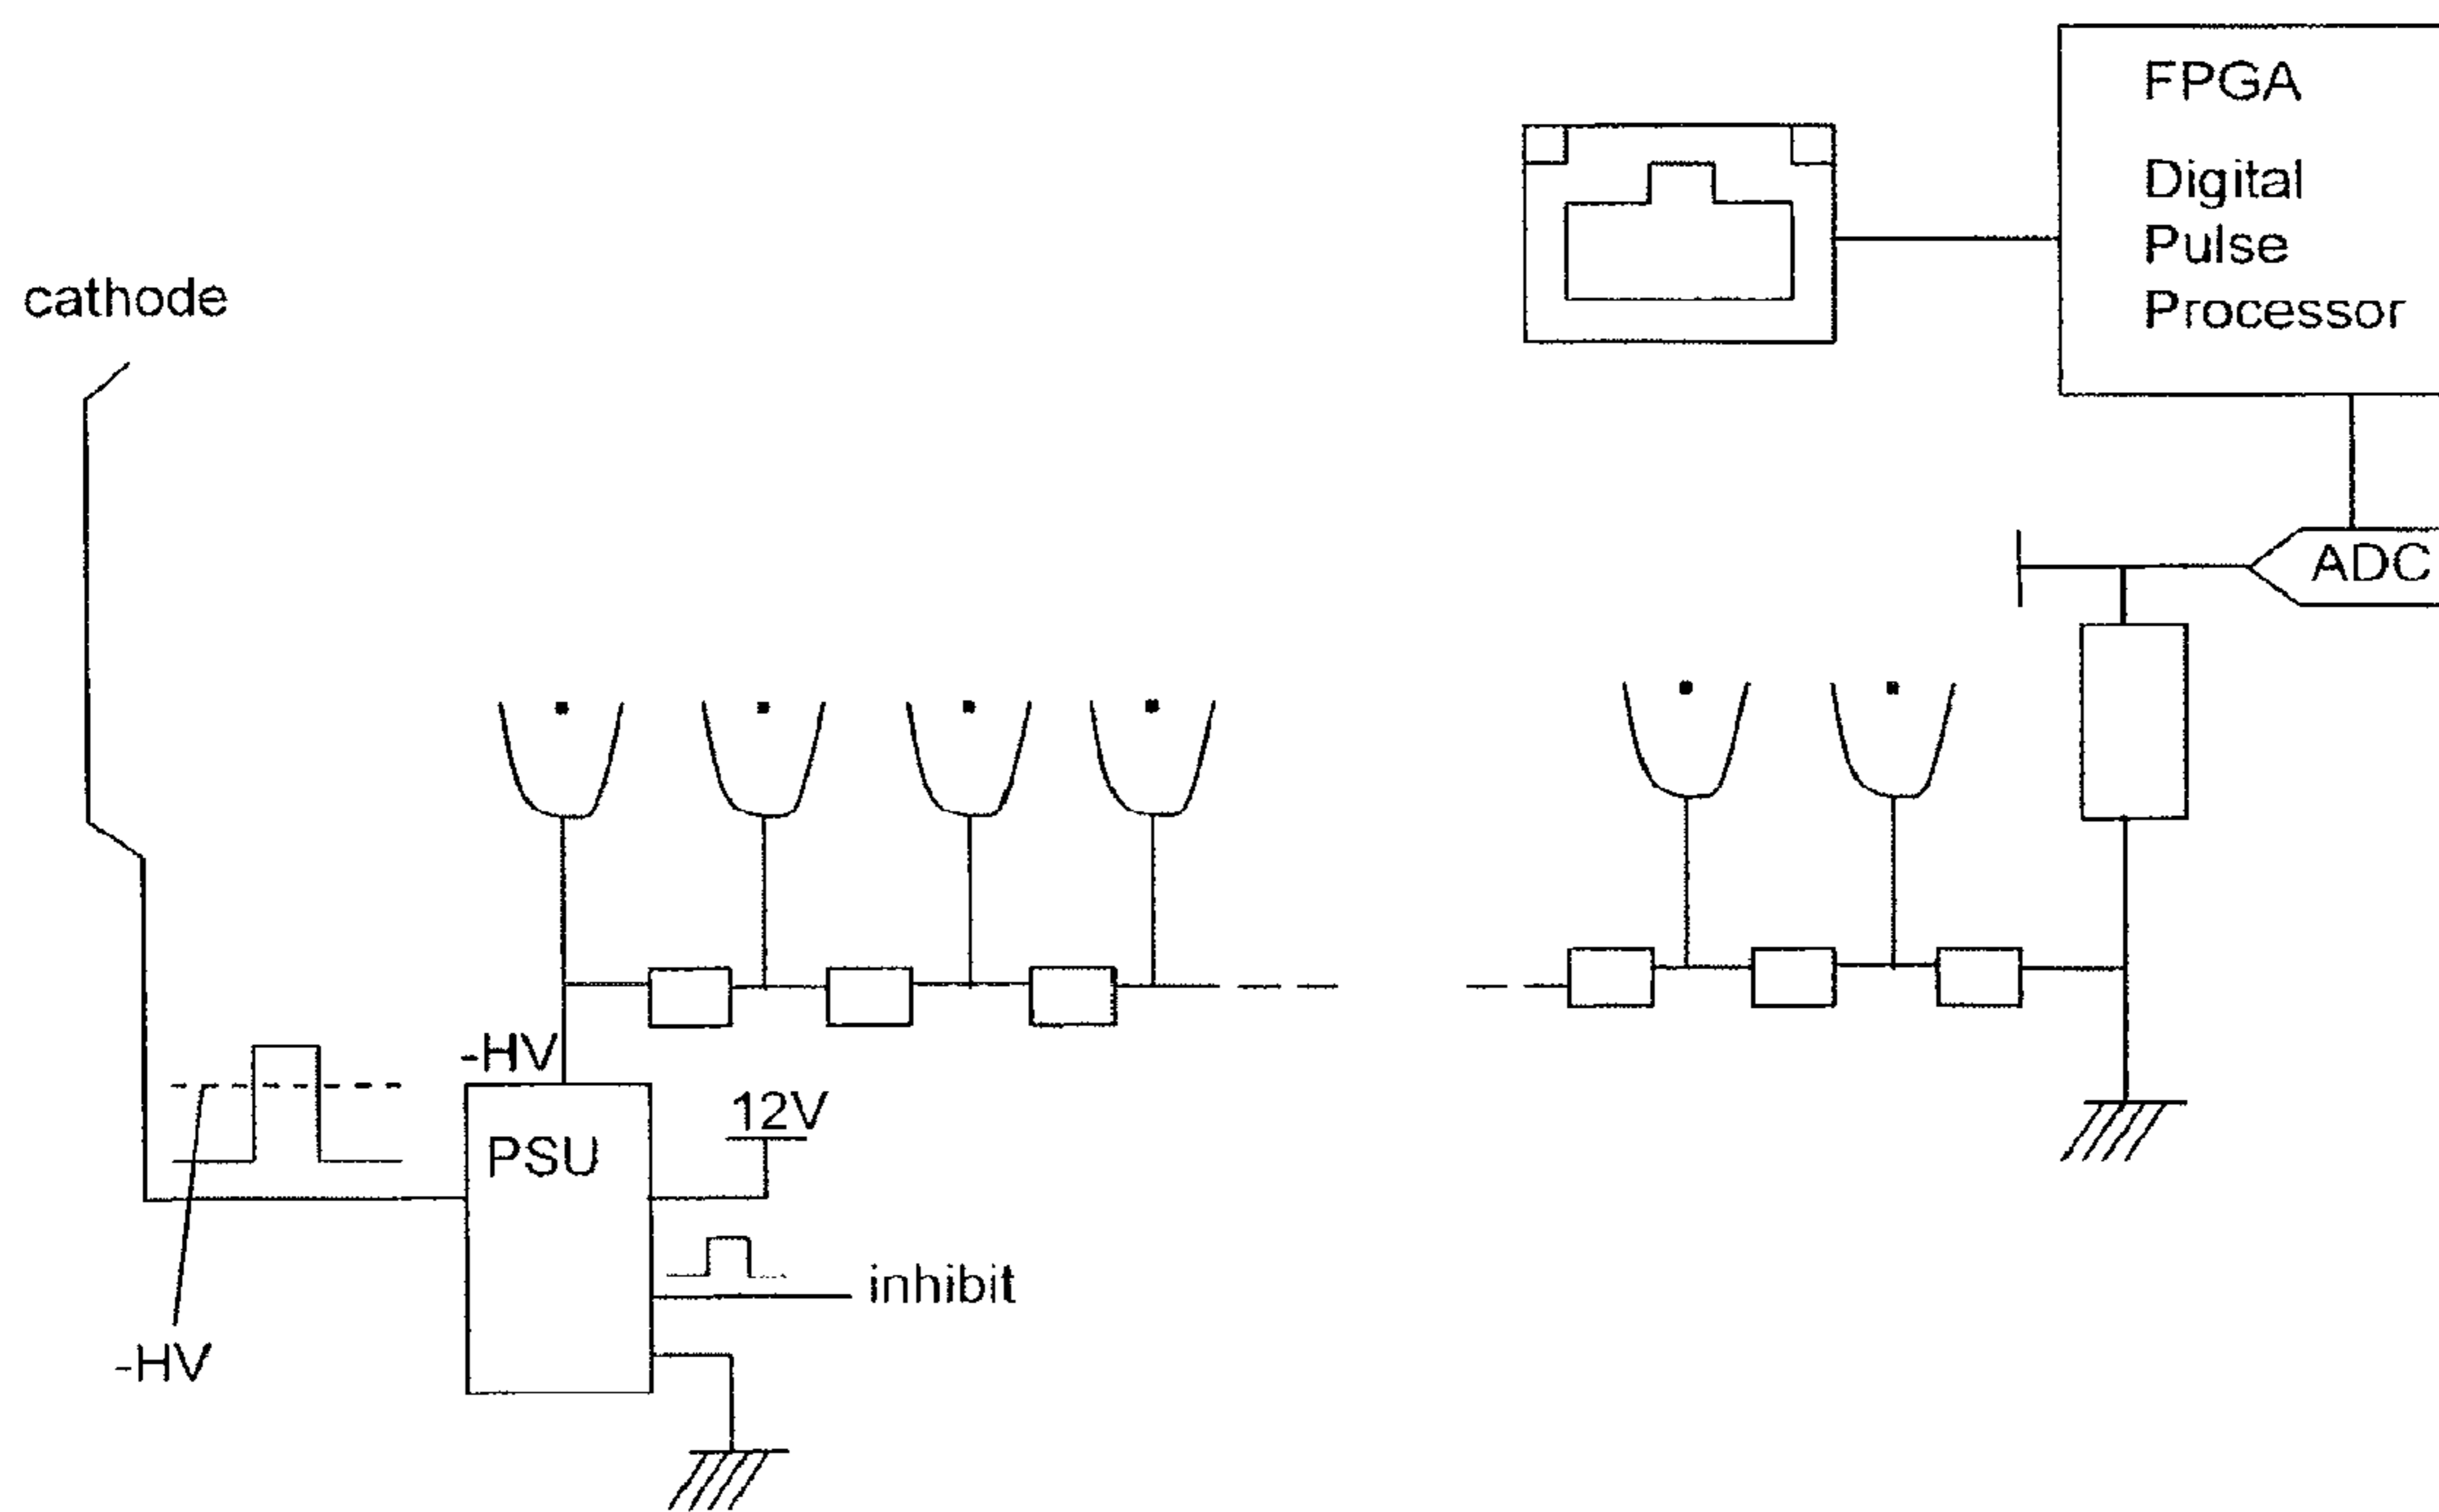 FPGA
Digital
Pulse
Processor
cathode
ADC
-HV
12V
PSU
inhibit
-HV